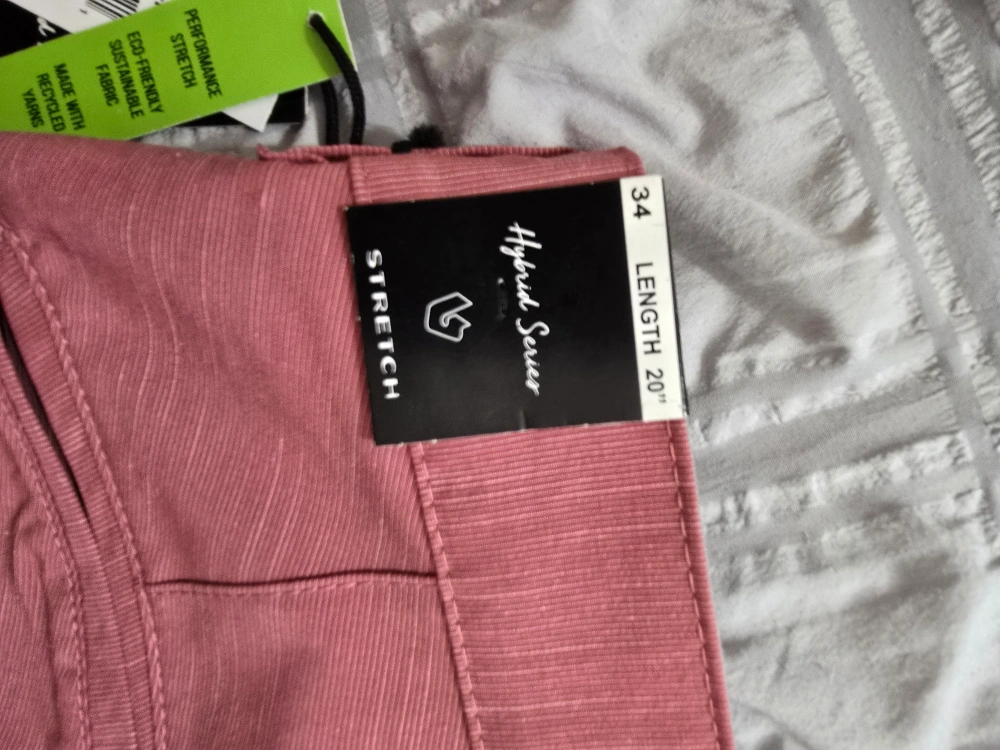 PERFORMANCE
STRETCH
ECO-FRIENDLY
SUSTAINABLE
FABRIC
MADE WITH
RECYCLED
YARNS
34 LENGTH 20"
Hybrid Series
STRETCH